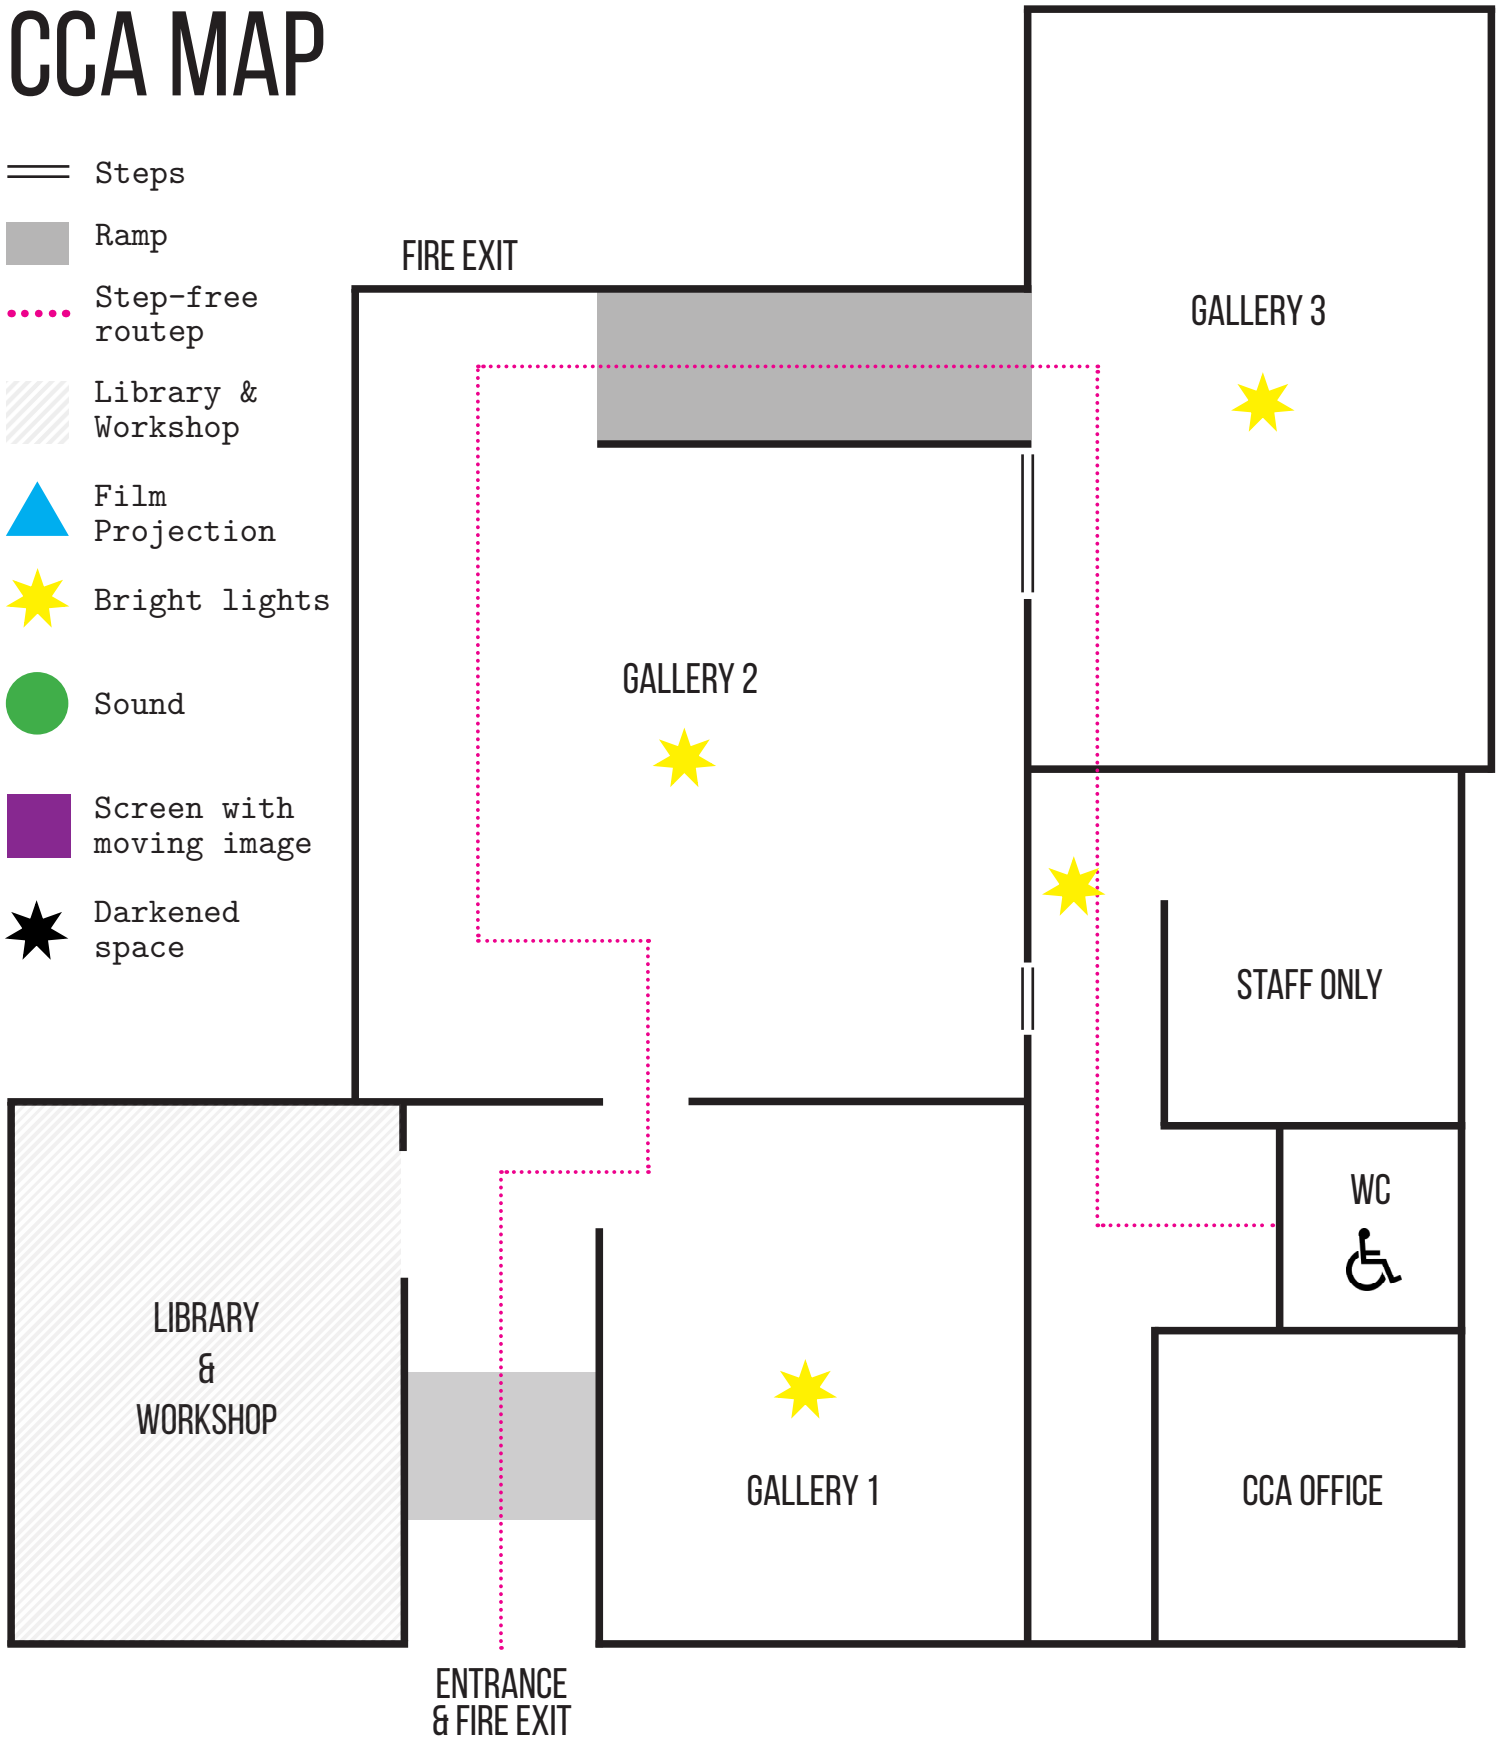 CCA MAP
Steps
Ramp
Step-free
routep
Library &
Workshop
Film
Projection
Bright lights
Sound
Screen with
moving image
Darkened
space
FIRE EXIT
GALLERY 3
GALLERY 2
STAFF ONLY
WC
LIBRARY
&
WORKSHOP
GALLERY 1
CCA OFFICE
ENTRANCE
& FIRE EXIT